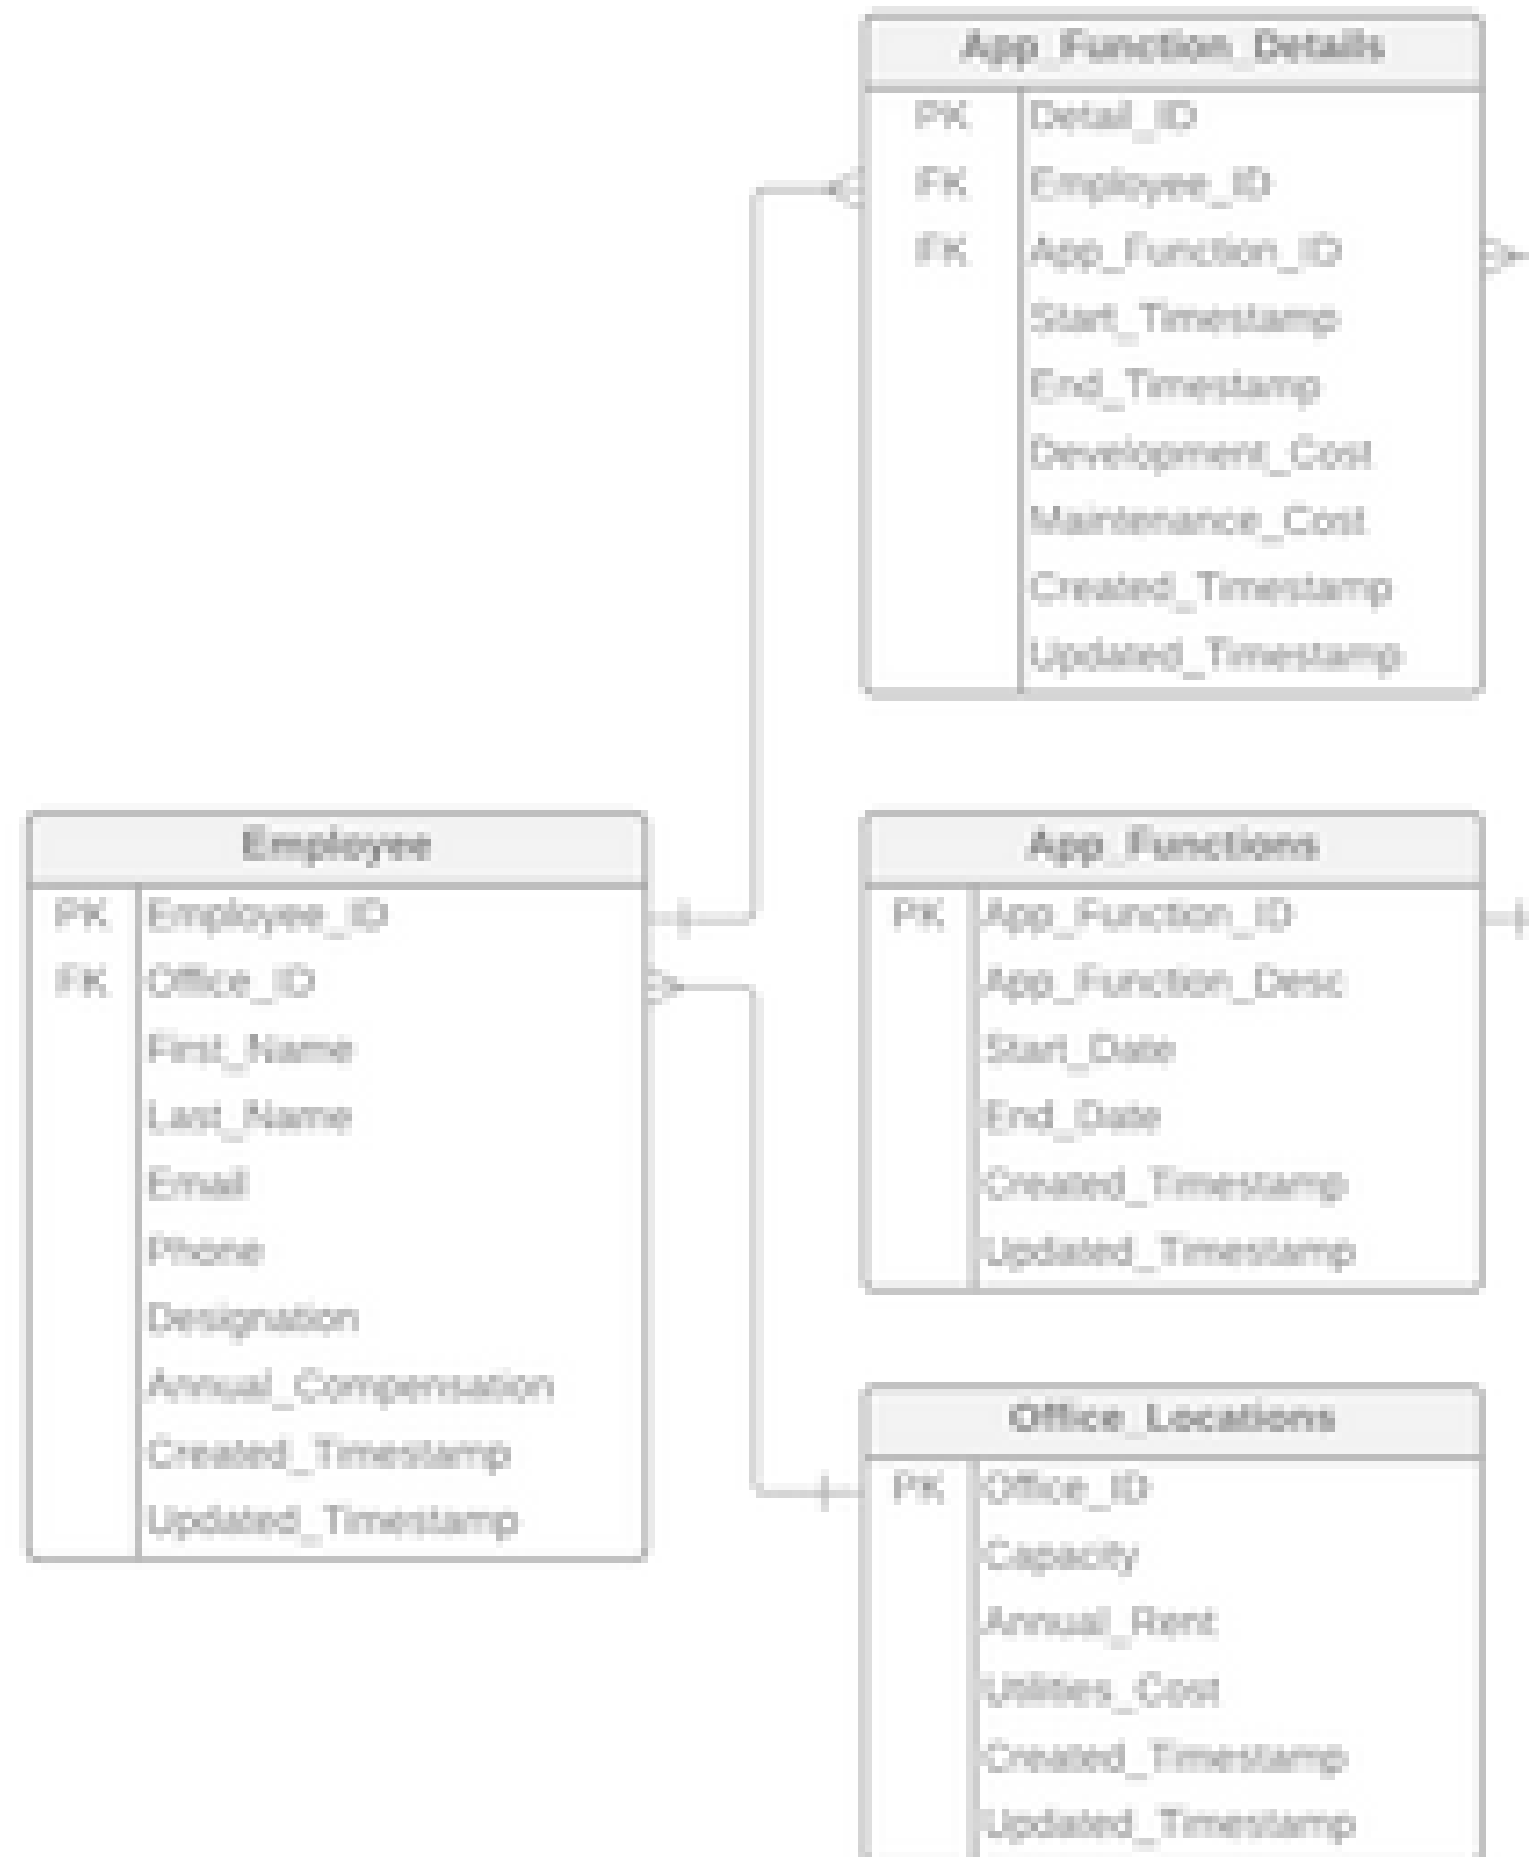 App_Function_Details
PK Detail_ID
FK Employee_ID
FK App_Function_ID
Start_Timestamp
End_Timestamp
Development_Cost
Maintenance_Cost
Created_Timestamp
Updated_Timestamp
Employee
PK Employee_ID
FK Office_ID
First_Name
Last_Name
Email
Phone
Designation
Annual_Compensation
Created_Timestamp
Updated_Timestamp
App_Functions
PK App_Function_ID
App_Function_Desc
Start_Date
End_Date
Created_Timestamp
Updated_Timestamp
Office_Locations
PK Office_ID
Capacity
Annual_Rent
Utilities_Cost
Created_Timestamp
Updated_Timestamp